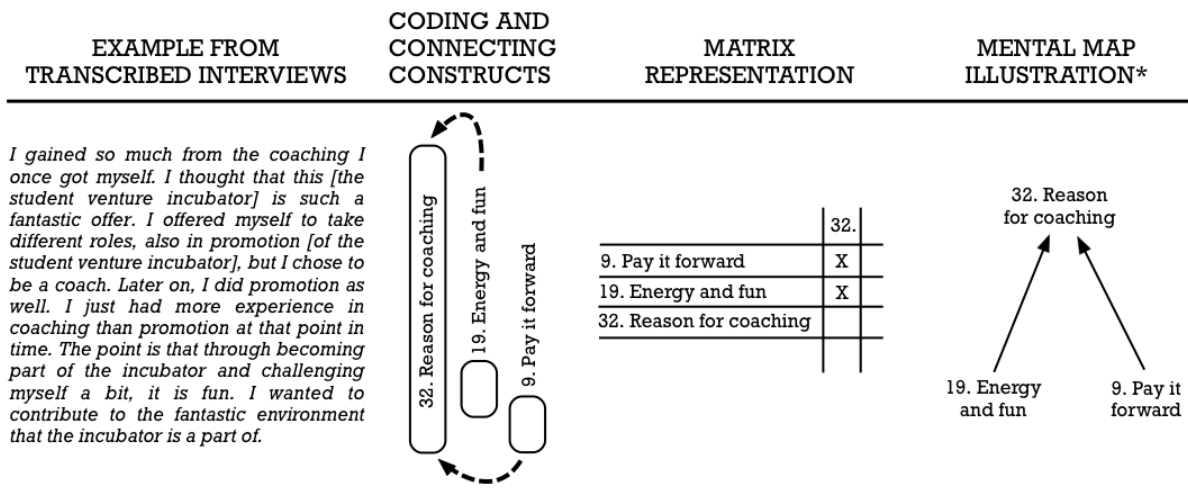 EXAMPLE FROM
TRANSCRIBED INTERVIEWS
CODING AND
CONNECTING
CONSTRUCTS
MATRIX
REPRESENTATION
MENTAL MAP
ILLUSTRATION*
I gained so much from the coaching I
once got myself. I thought that this [the
student venture incubator] is such a
fantastic offer. I offered myself to take
different roles, also in promotion [of the
student venture incubator], but I chose to
be a coach. Later on, I did promotion as
well. I just had more experience in
coaching than promotion at that point in
time. The point is that through becoming
part of the incubator and challenging
myself a bit, it is fun. I wanted to
contribute to the fantastic environment
that the incubator is a part of.
32. Reason for coaching
19. Energy and fun
9. Pay it forward
32.
9. Pay it forward X
19. Energy and fun X
32. Reason for coaching
32. Reason
for coaching
19. Energy
and fun
9. Pay it
forward